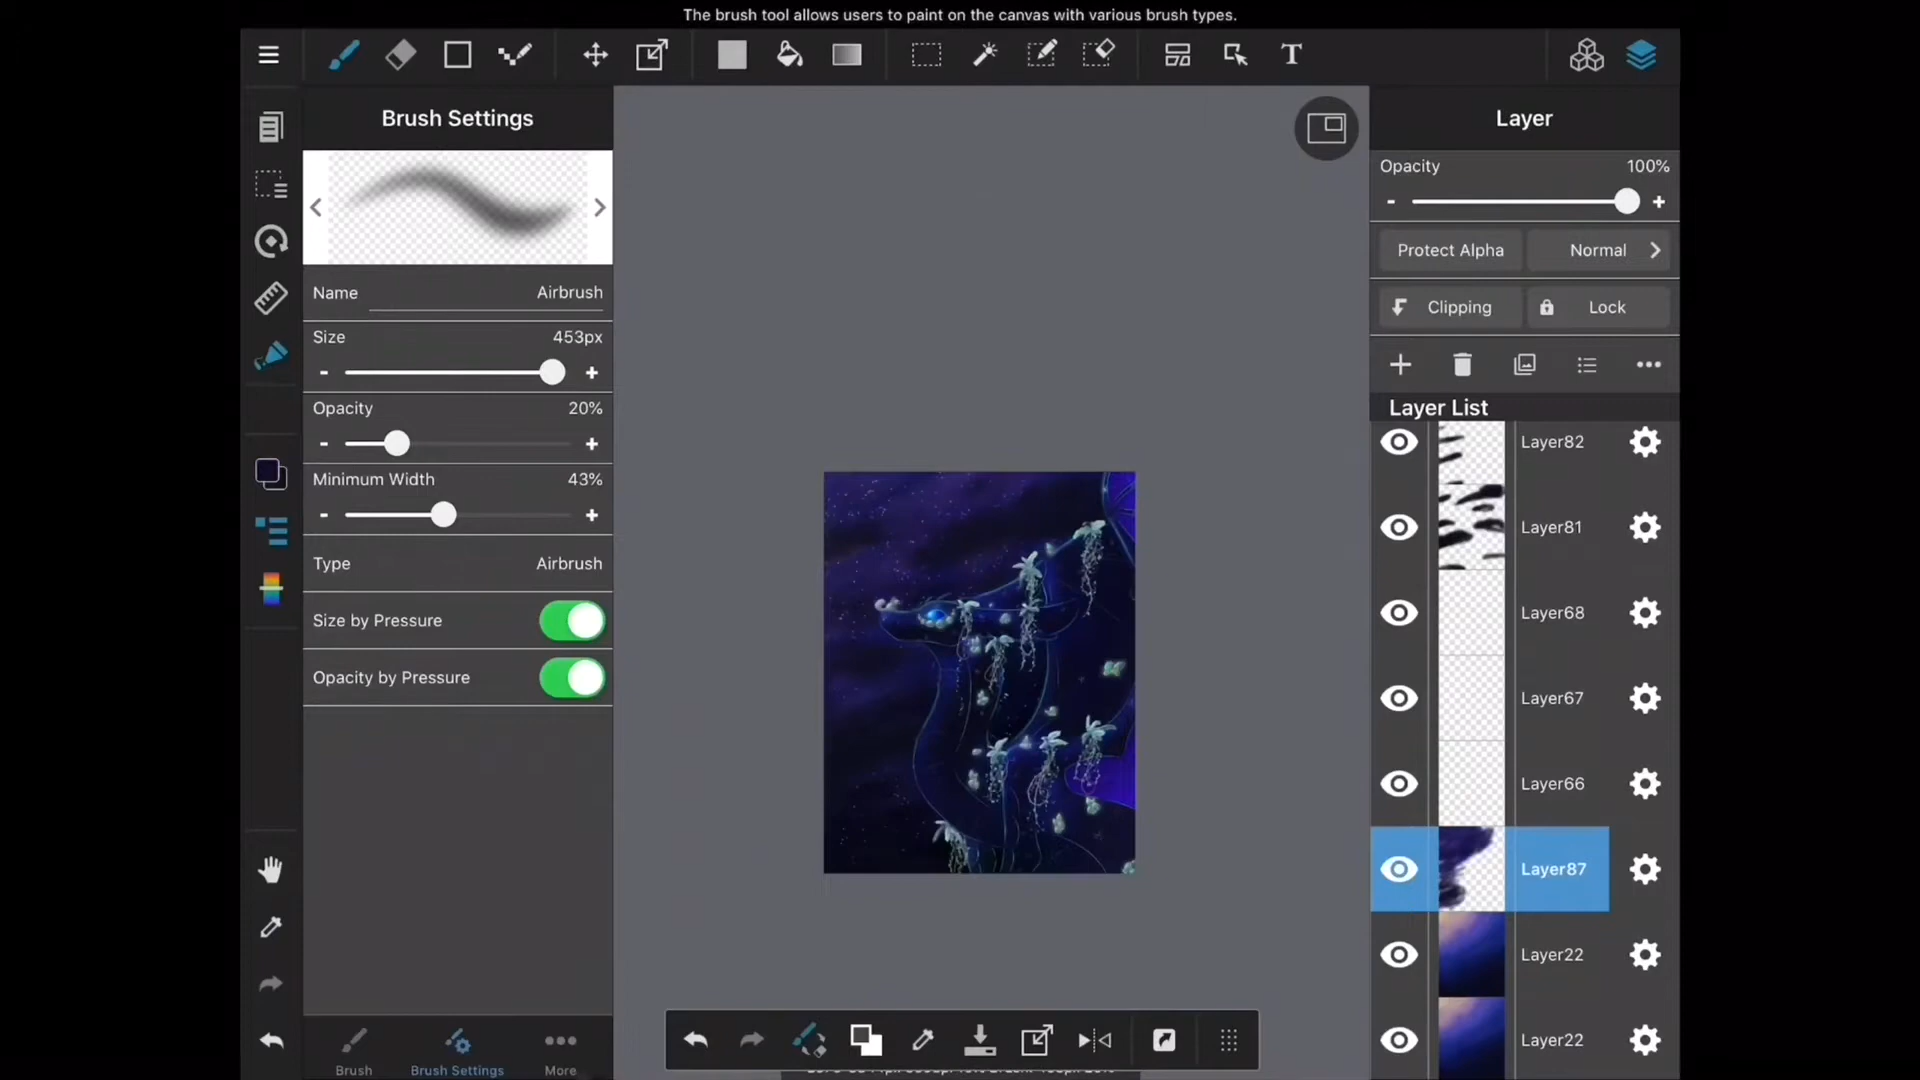 The brush tool allows users to paint on the canvas with various brush types.
T
Brush Settings
Name Airbrush
Size 453px
- +
Opacity 20%
- +
Minimum Width 43%
- +
Type Airbrush
Size by Pressure
Opacity by Pressure
Brush Brush Settings More
Layer
Opacity 100%
- +
Protect Alpha Normal
Clipping Lock
Layer List
Layer82
Layer81
Layer68
Layer67
Layer66
Layer87
Layer22
Layer22